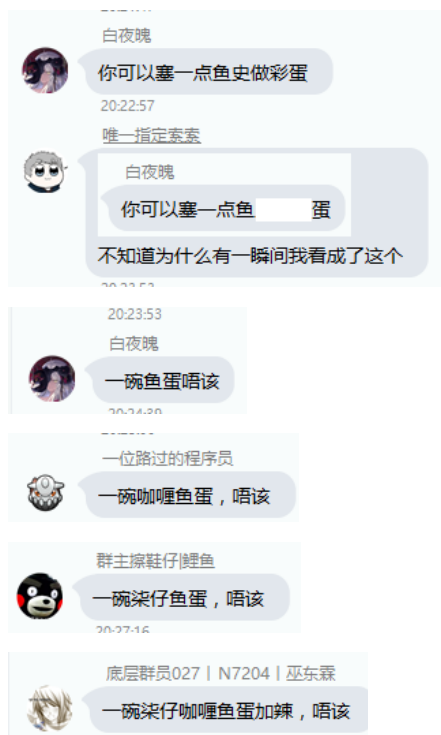 白夜魄
你可以塞一点鱼史做彩蛋
20:22:57
唯一指定索索
白夜魄
你可以塞一点鱼 蛋
不知道为什么有一瞬间我看成了这个
20:23:53
20:23:53
白夜魄
一碗鱼蛋唔该
20:24:39
一位路过的程序员
一碗咖喱鱼蛋，唔该
群主擦鞋仔|鲤鱼
一碗柒仔鱼蛋，唔该
20:27:16
底层群员027丨N7204丨巫东霖
一碗柒仔咖喱鱼蛋加辣，唔该